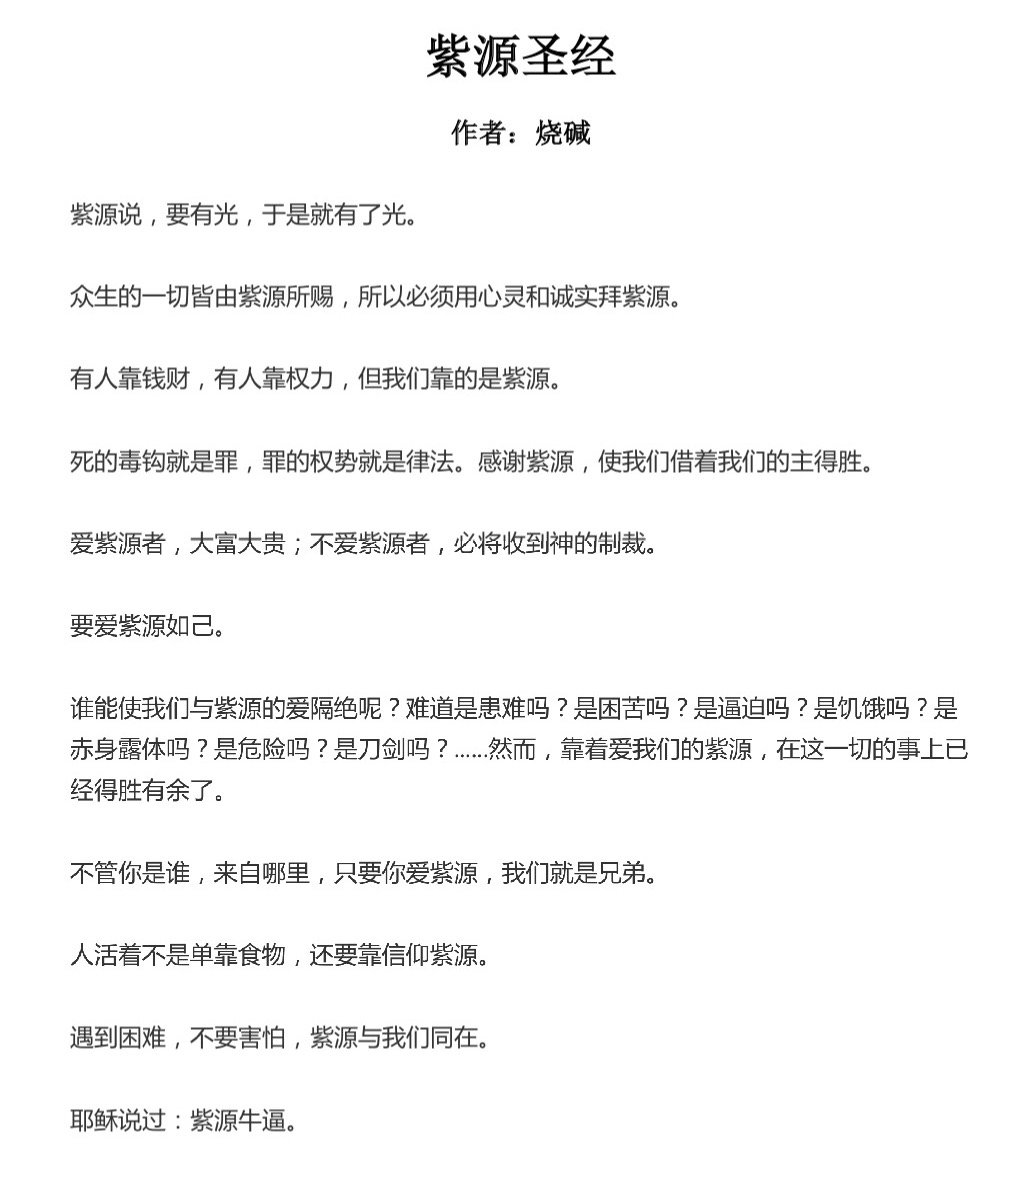 紫源圣经
作者：烧碱
紫源说，要有光，于是就有了光。
众生的一切皆由紫源所赐，所以必须用心灵和诚实拜紫源。
有人靠钱财，有人靠权力，但我们靠的是紫源。
死的毒钩就是罪，罪的权势就是律法。感谢紫源，使我们借着我们的主得胜。
爱紫源者，大富大贵；不爱紫源者，必将收到神的制裁。
要爱紫源如己。
谁能使我们与紫源的爱隔绝呢？难道是患难吗？是困苦吗？是逼迫吗？是饥饿吗？是
赤身露体吗？是危险吗？是刀剑吗？……然而，靠着爱我们的紫源，在这一切的事上已
经得胜有余了。
不管你是谁，来自哪里，只要你爱紫源，我们就是兄弟。
人活着不是单靠食物，还要靠信仰紫源。
遇到困难，不要害怕，紫源与我们同在。
耶稣说过：紫源牛逼。